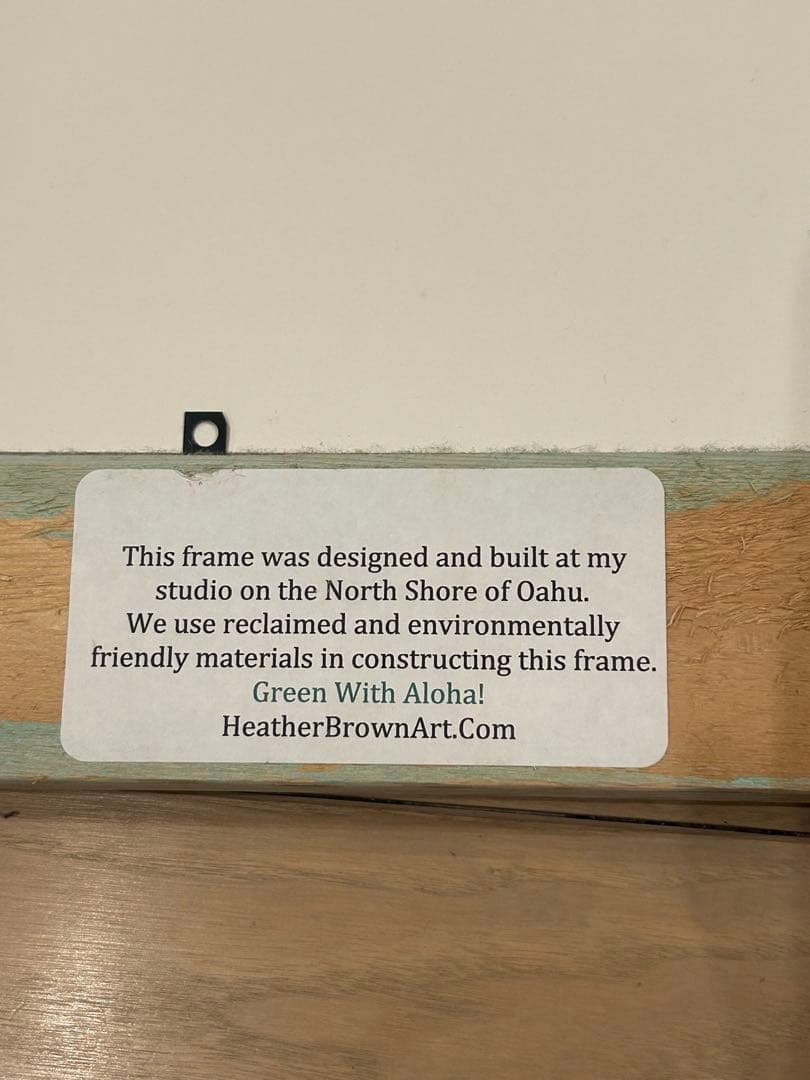 This frame was designed and built at my
studio on the North Shore of Oahu.
We use reclaimed and environmentally
friendly materials in constructing this frame.
Green With Aloha!
HeatherBrownArt.Com